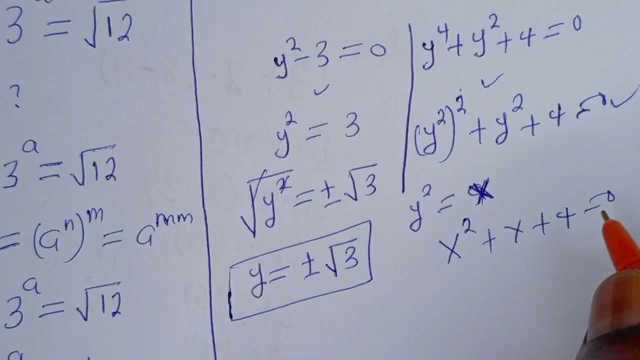 3^a = √12
?
3^a = √12
= (a^n)^m = a^mm
3^a = √12
y² - 3 = 0
✓
y² = 3
√y² = ±√3
y = ±√3
y⁴ + y² + 4 = 0
✓
(y²)² + y² + 4 = 0 ✓
y² = x
x² + x + 4 = 0